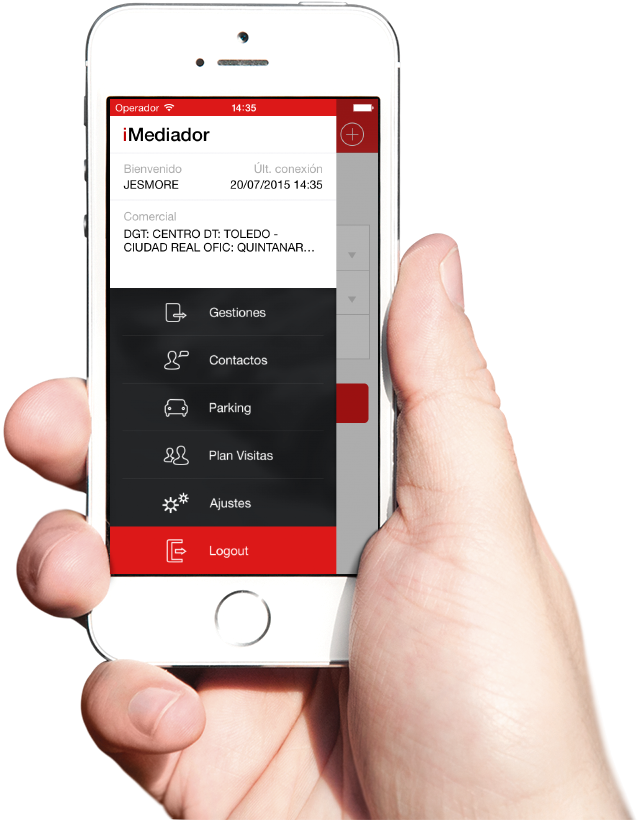 Operador 14:35
iMediador
Bienvenido Últ. conexión
JESMORE 20/07/2015 14:35
Comercial
DGT: CENTRO DT: TOLEDO -
CIUDAD REAL OFIC: QUINTANAR...
Gestiones
Contactos
Parking
Plan Visitas
Ajustes
Logout